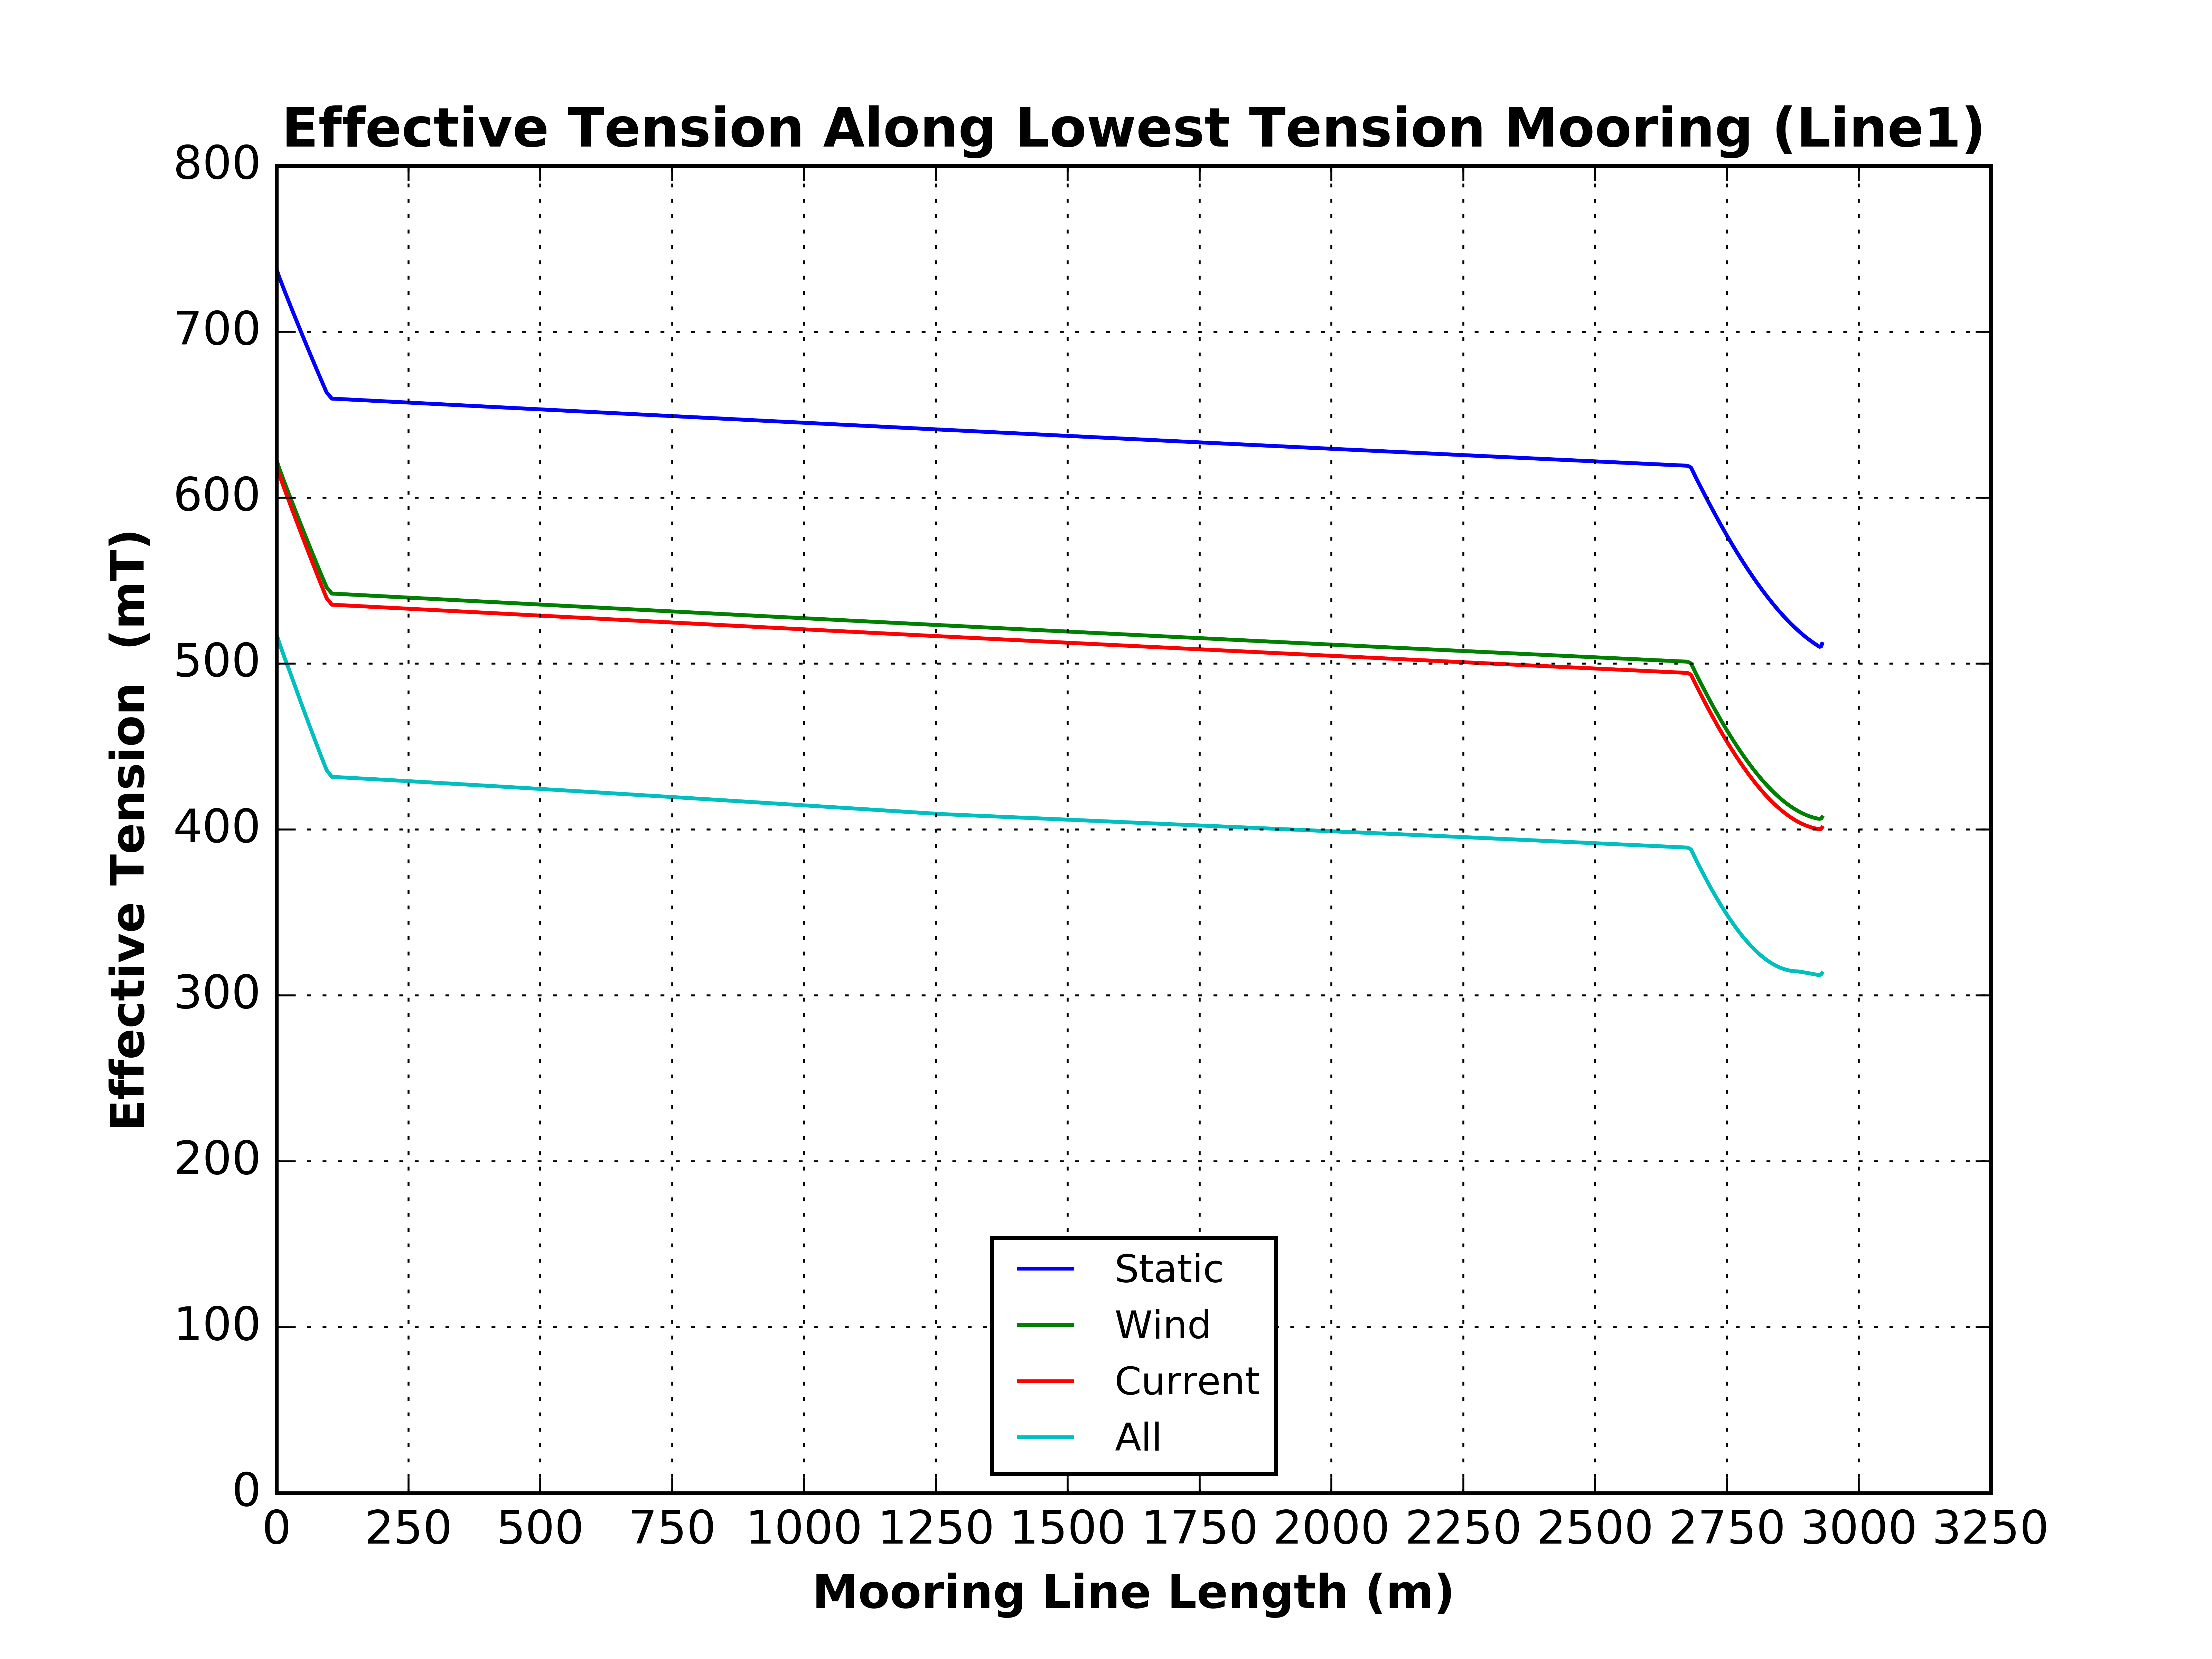 Effective Tension Along Lowest Tension Mooring (Line1)
Effective Tension  (mT)
800
700
600
500
400
300
200
100
0
Static
Wind
Current
All
0 250 500 750 1000 1250 1500 1750 2000 2250 2500 2750 3000 3250
Mooring Line Length (m)